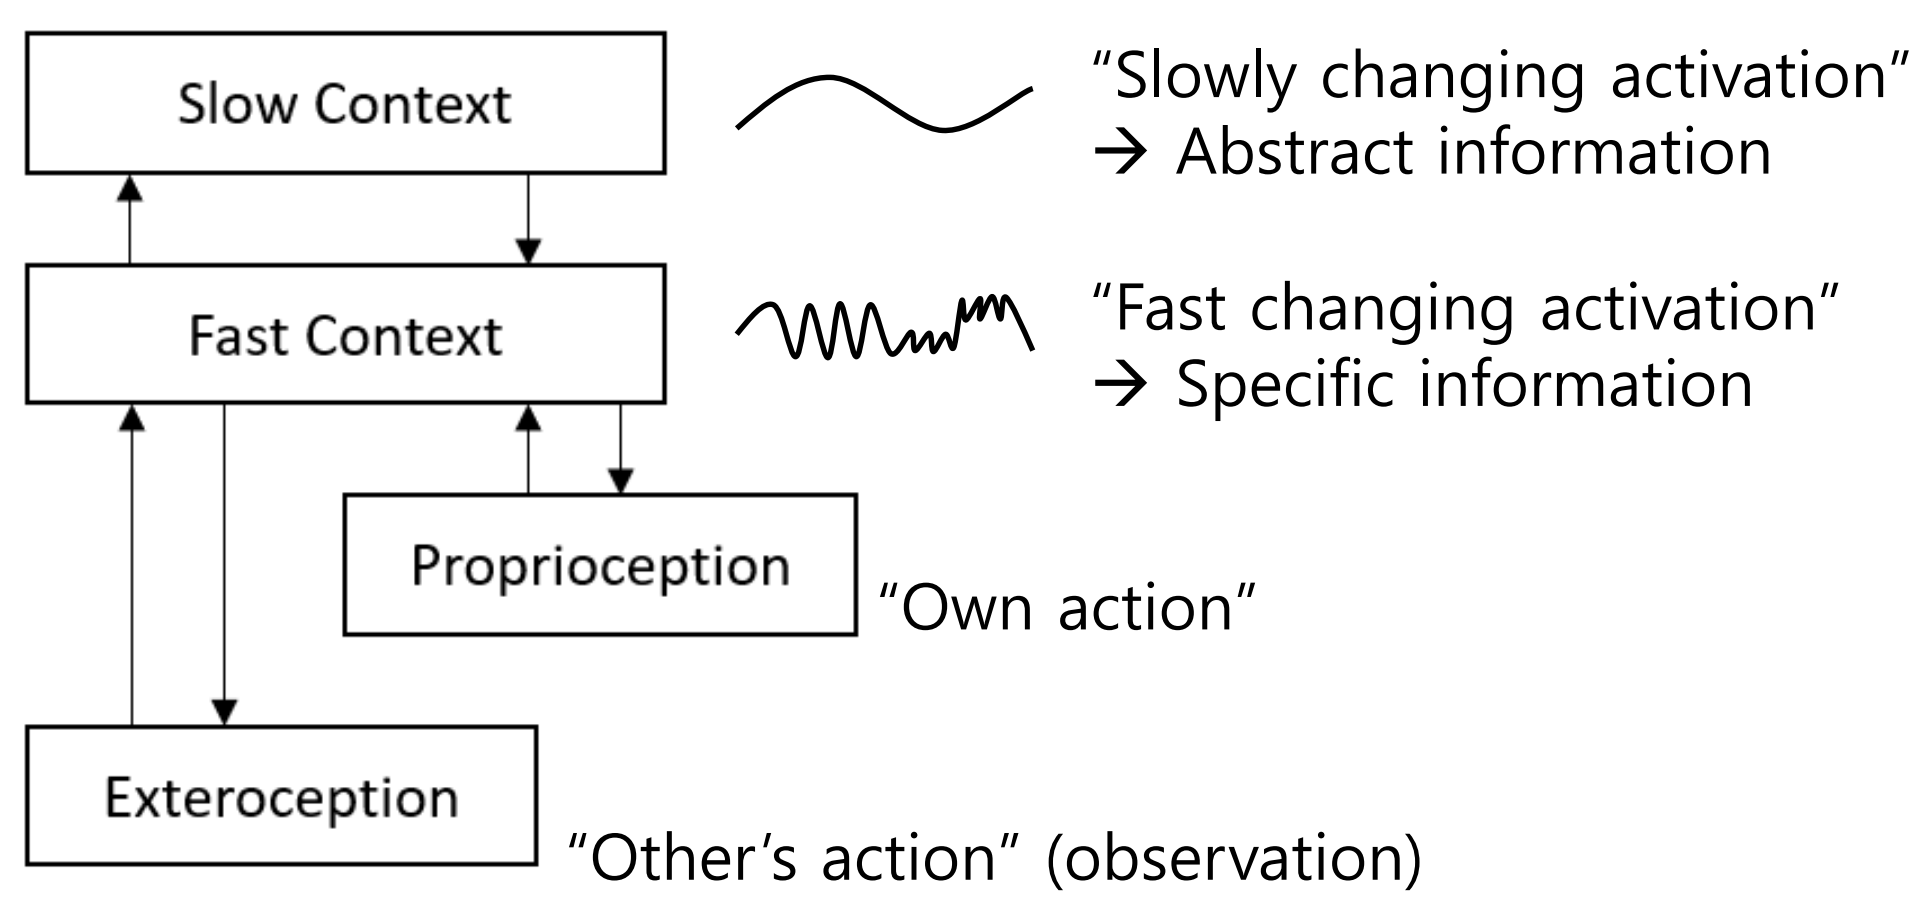 Slow Context
“Slowly changing activation”
→ Abstract information
Fast Context
“Fast changing activation”
→ Specific information
Proprioception
“Own action”
Exteroception
“Other’s action” (observation)